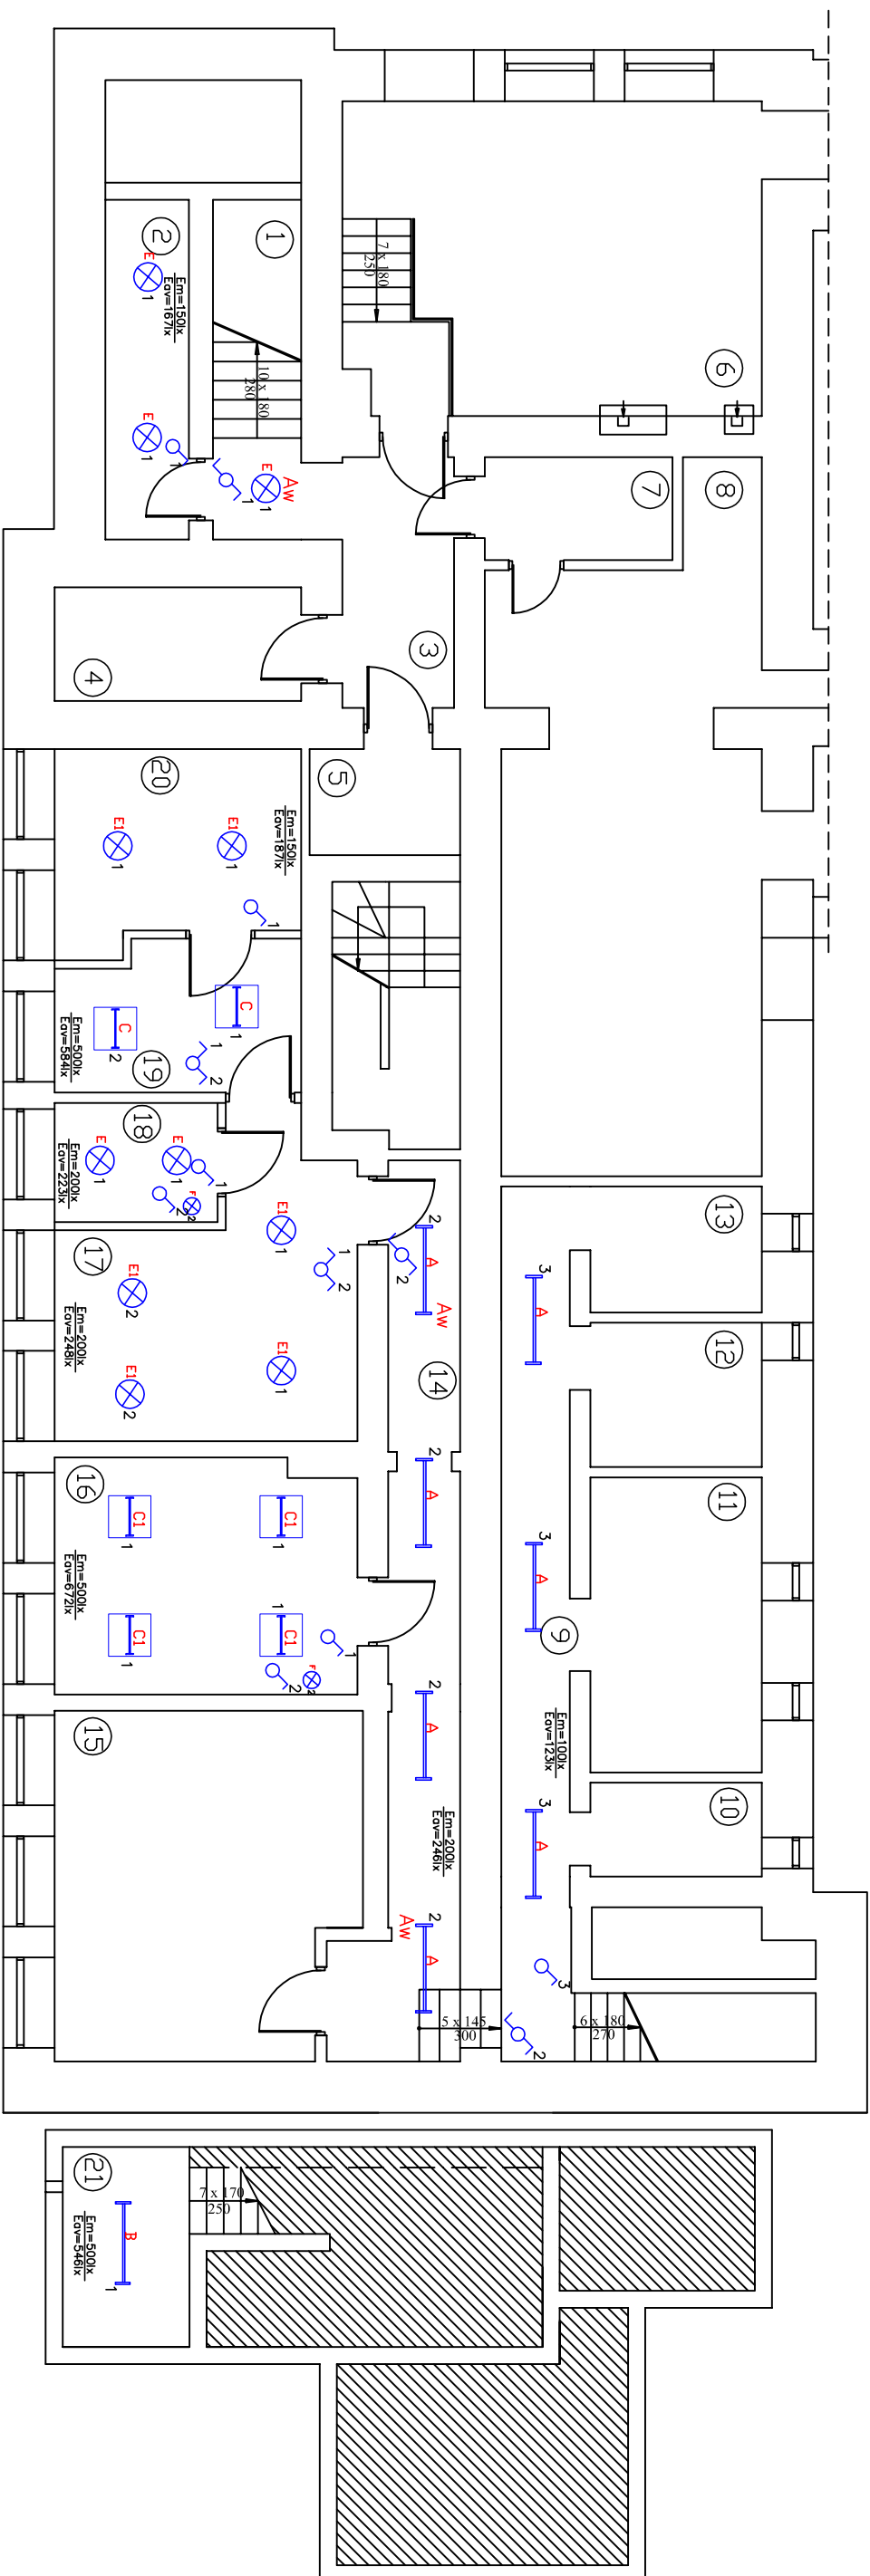 6
7 x 180
250
1
2
E
1
Em=150lx
Eav=167lx
10 x 180
280
E
1
1
Aw
E
1
1
7
8
3
4
5
20
E1
1
E1
1
Em=150lx
Eav=187lx
1
C
1
C
2
Em=500lx
Eav=584lx
19
1
2
18
E
1
E
1
1
2
F
2
Em=200lx
Eav=223lx
17
E1
1
E1
2
E1
1
E1
2
1
2
Em=200lx
Eav=248lx
2
2
A
Aw
14
2
A
2
A
2
A
Aw
Em=200lx
Eav=246lx
13
12
11
10
9
3
A
3
A
3
A
Em=100lx
Eav=123lx
3
2
16
C1
1
C1
1
C1
1
C1
1
1
2
F
2
Em=500lx
Eav=672lx
15
5 x 145
300
6 x 180
270
21
7 x 170
250
B
1
Em=500lx
Eav=546lx